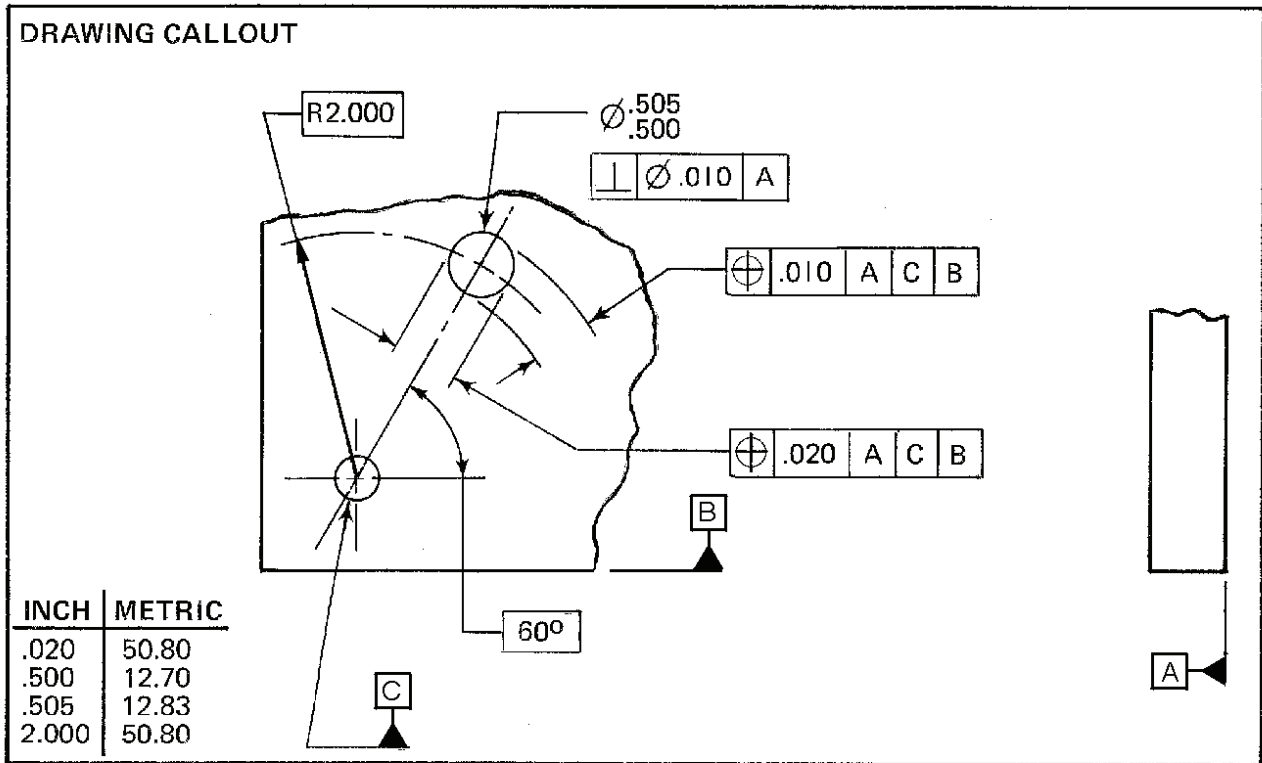 DRAWING CALLOUT
R2.000
Ø.505
.500
⊥ Ø .010 A
⌖ .010 A C B
⌖ .020 A C B
B
60°
A
C
INCH METRIC
.020 50.80
.500 12.70
.505 12.83
2.000 50.80